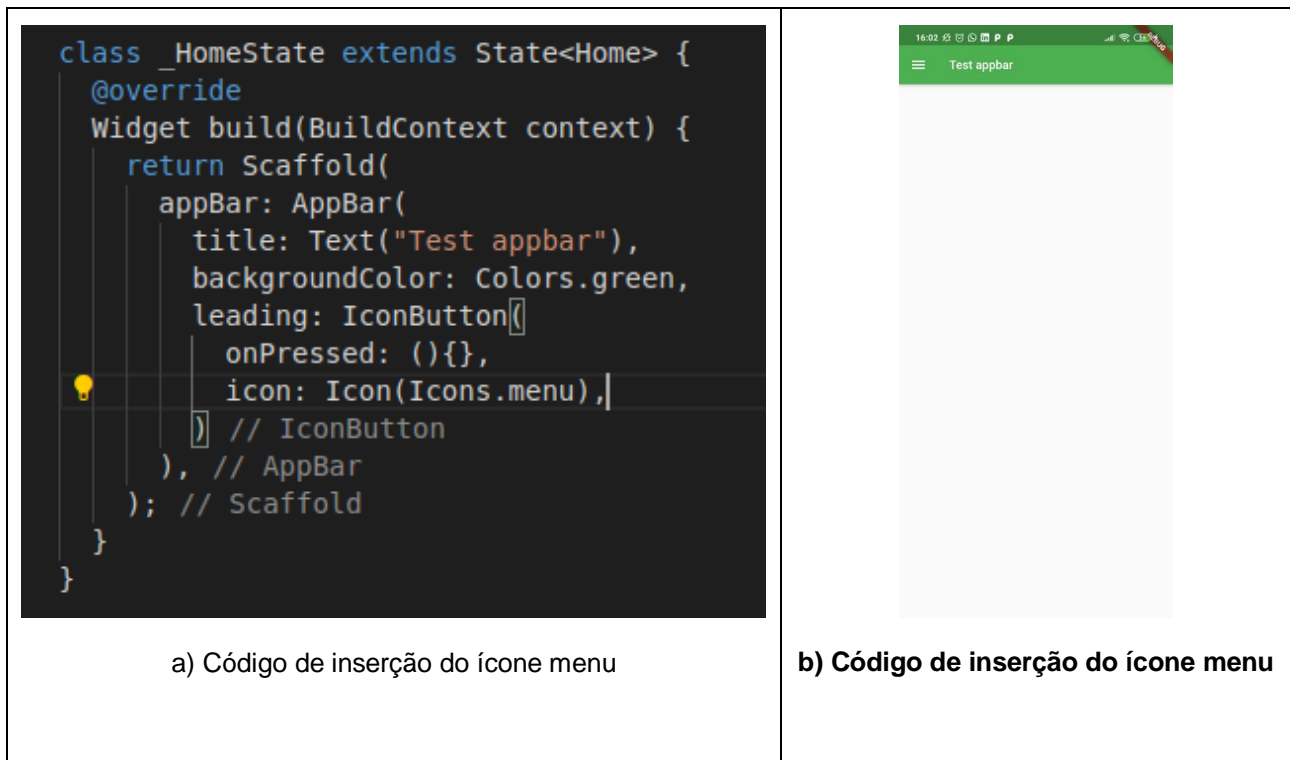 class _HomeState extends State<Home> {
@override
Widget build(BuildContext context) {
return Scaffold(
appBar: AppBar(
title: Text("Test appbar"),
backgroundColor: Colors.green,
leading: IconButton(
onPressed: (){},
icon: Icon(Icons.menu),
) // IconButton
), // AppBar
); // Scaffold
}
}
a) Código de inserção do ícone menu
16:02
Test appbar
b) Código de inserção do ícone menu